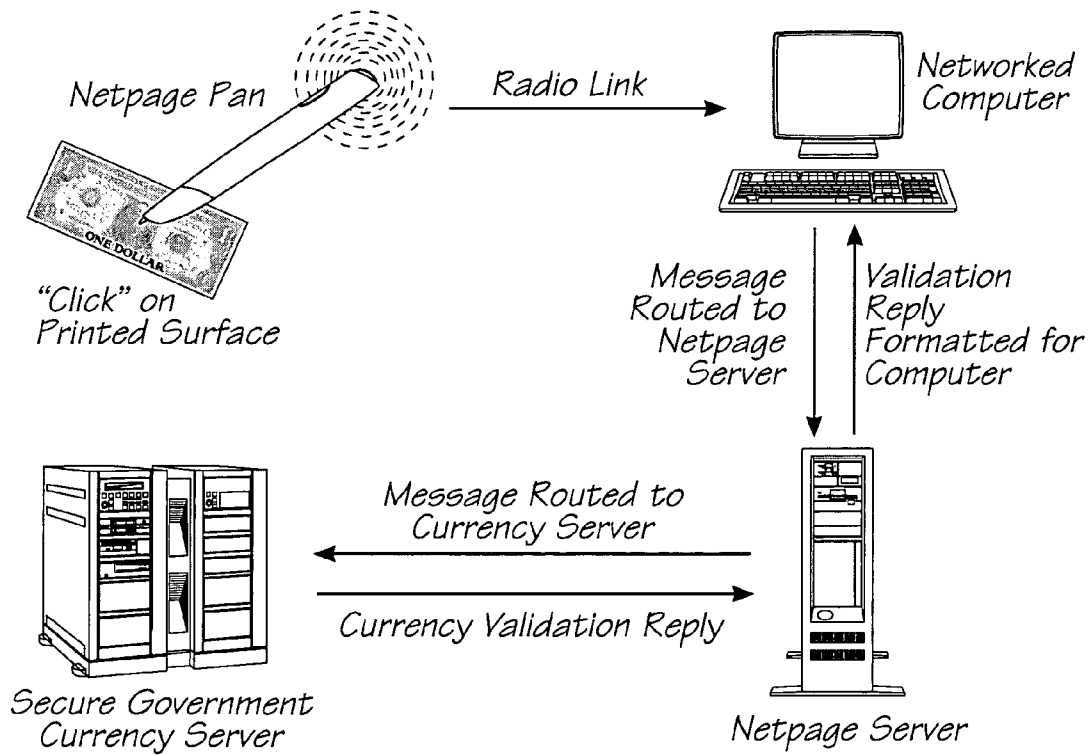 Netpage Pan
Radio Link
Networked
Computer
ONE DOLLAR
"Click" on
Printed Surface
Message
Routed to
Netpage
Server
Validation
Reply
Formatted for
Computer
Message Routed to
Currency Server
Currency Validation Reply
Secure Government
Currency Server
Netpage Server